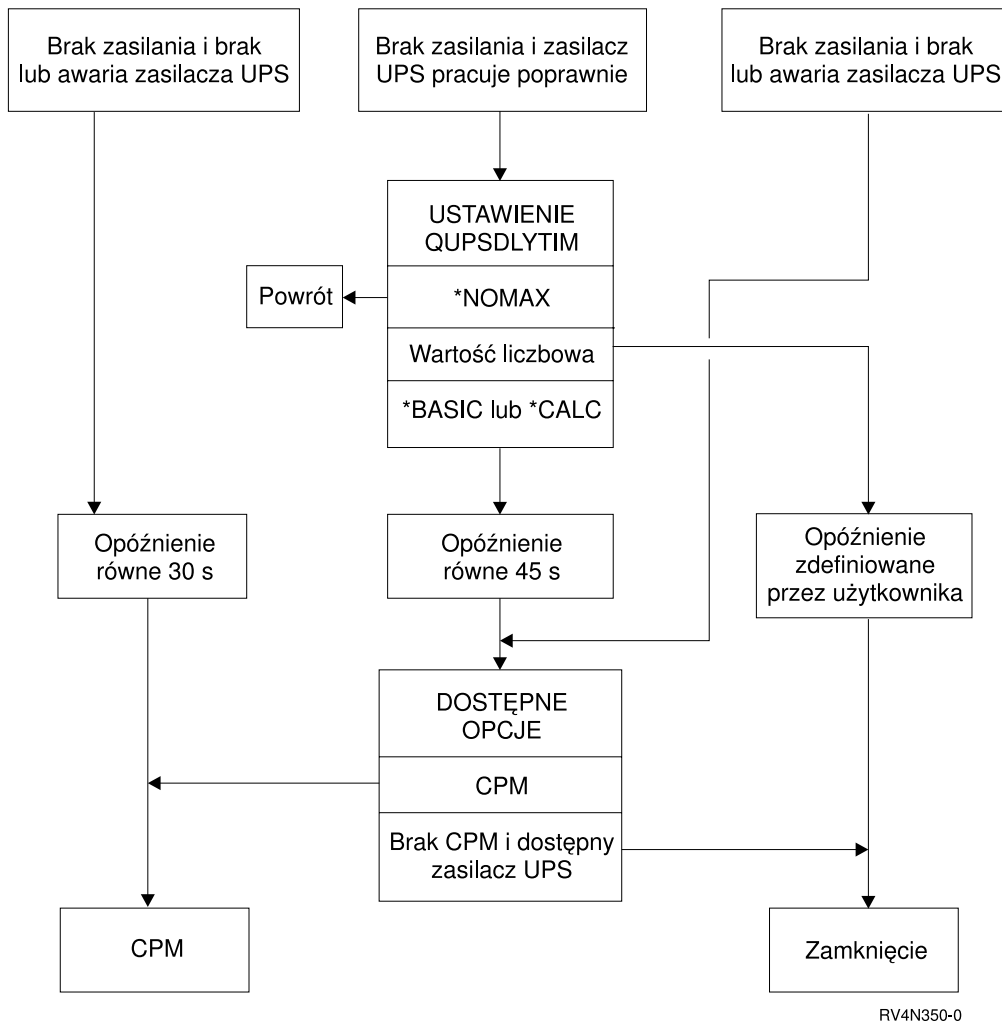 Brak zasilania i brak
lub awaria zasilacza UPS
Brak zasilania i zasilacz
UPS pracuje poprawnie
Brak zasilania i brak
lub awaria zasilacza UPS
USTAWIENIE
QUPSDLYTIM
Powrót
*NOMAX
Wartość liczbowa
*BASIC lub *CALC
Opóźnienie
równe 30 s
Opóźnienie
równe 45 s
Opóźnienie
zdefiniowane
przez użytkownika
DOSTĘPNE
OPCJE
CPM
Brak CPM i dostępny
zasilacz UPS
CPM
Zamknięcie
RV4N350-0